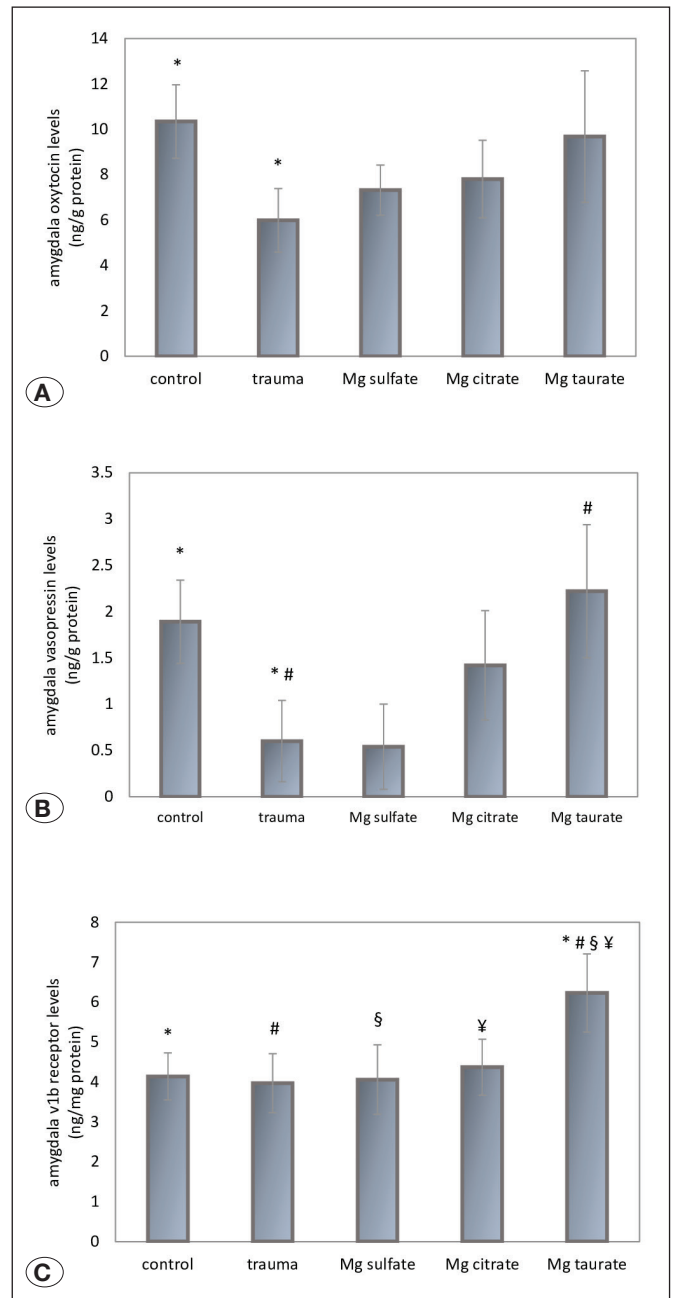 amygdala oxytocin levels
(ng/g protein)
14
12
10
8
6
4
2
0
*
*
control trauma Mg sulfate Mg citrate Mg taurate
A
amygdala vasopressin levels
(ng/g protein)
3.5
3
2.5
2
1.5
1
0.5
0
*
* #
#
control trauma Mg sulfate Mg citrate Mg taurate
B
amygdala v1b receptor levels
(ng/mg protein)
8
7
6
5
4
3
2
1
0
*
#
§
¥
* # § ¥
control trauma Mg sulfate Mg citrate Mg taurate
C